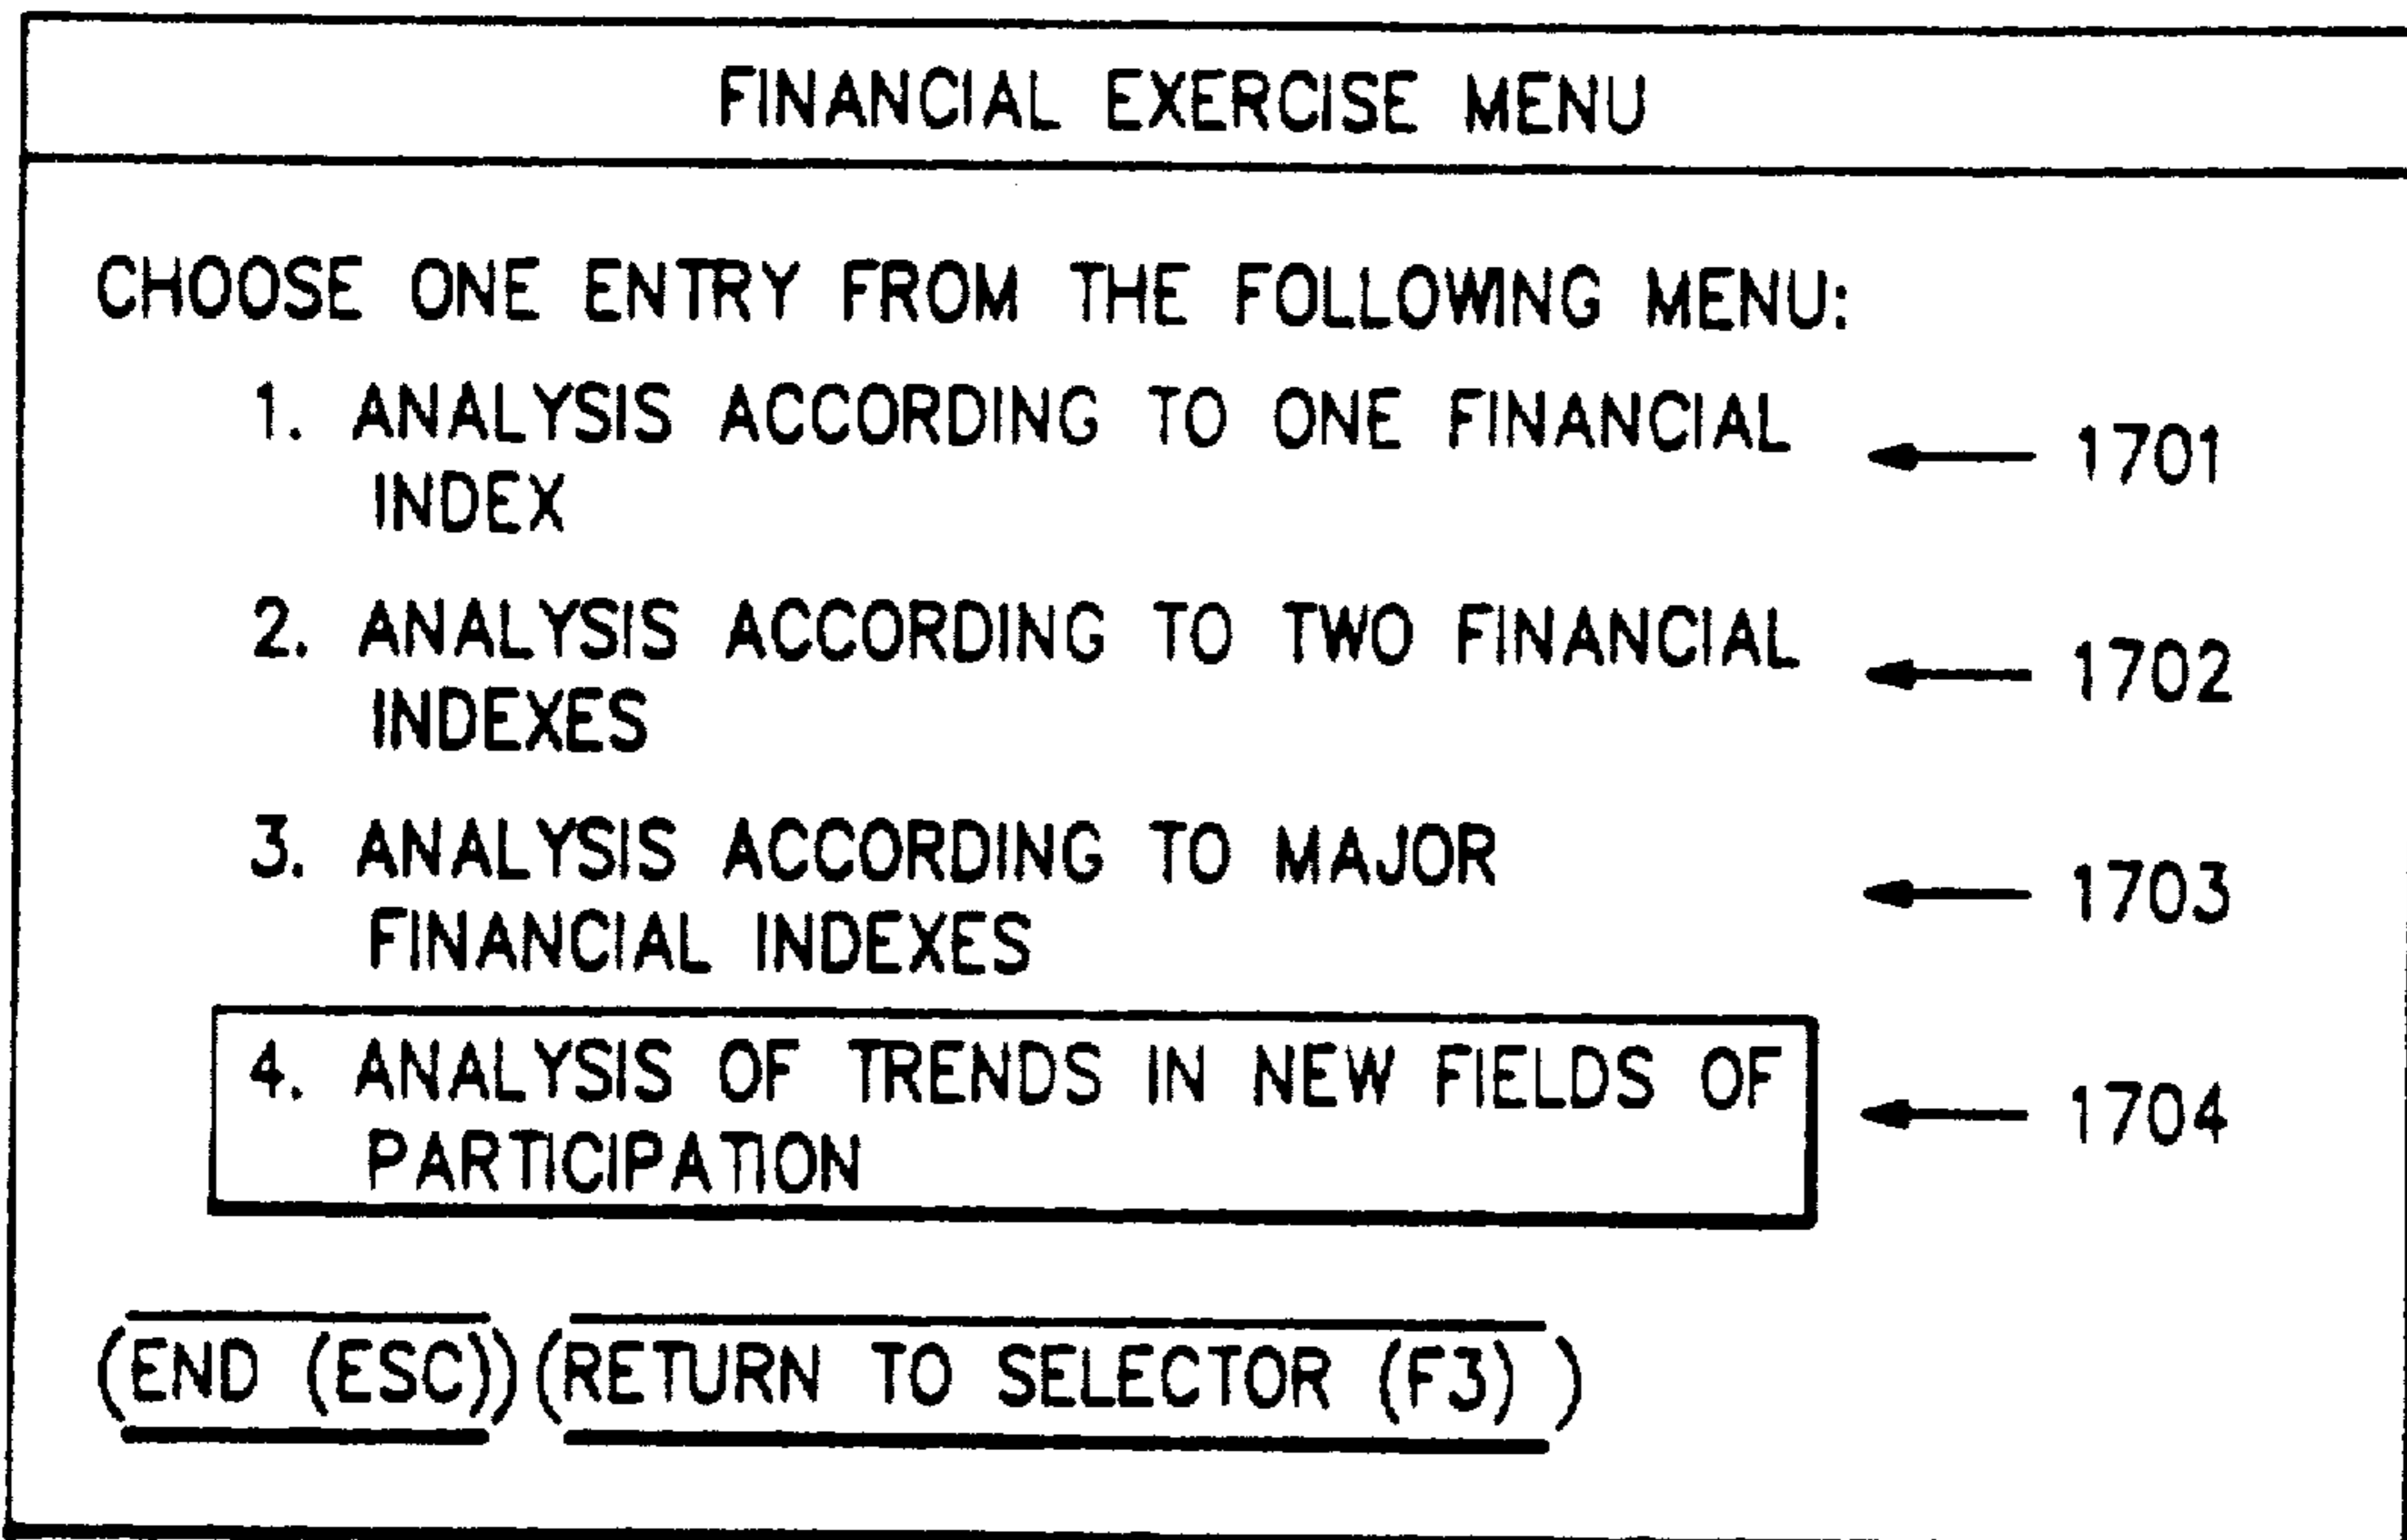 FINANCIAL EXERCISE MENU
CHOOSE ONE ENTRY FROM THE FOLLOWING MENU:
1. ANALYSIS ACCORDING TO ONE FINANCIAL
INDEX
1701
2. ANALYSIS ACCORDING TO TWO FINANCIAL
INDEXES
1702
3. ANALYSIS ACCORDING TO MAJOR
FINANCIAL INDEXES
1703
4. ANALYSIS OF TRENDS IN NEW FIELDS OF
PARTICIPATION
1704
(END (ESC)) (RETURN TO SELECTOR (F3) )